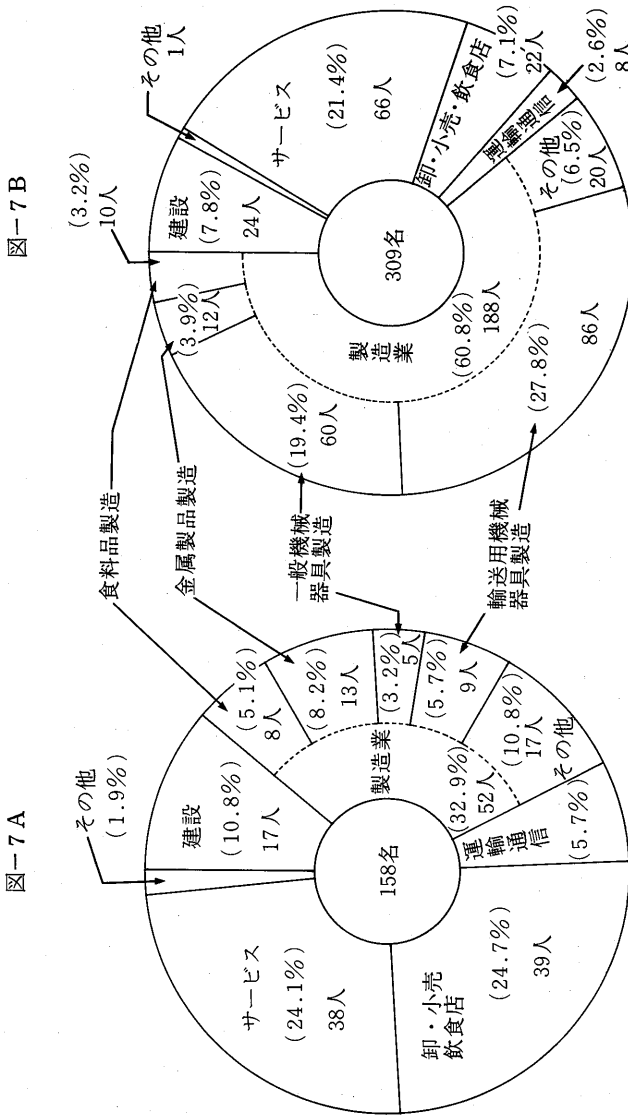 図-7A
その他
(1.9%)
建設
(10.8%)
17人
(5.1%)
8人
(8.2%)
13人
(3.2%)
5人
(5.7%)
9人
(10.8%)
17人
その他
製造業
(32.9%)
52人
運輸通信
(5.7%)
(24.7%)
39人
卸・小売
飲食店
サービス
(24.1%)
38人
158名
食料品製造
金属製品製造
一般機械
器具製造
輸送用機械
器具製造
図-7B
(3.2%)
10人
その他
1人
建設
(7.8%)
24人
サービス
(21.4%)
66人
卸・小売・飲食店
(7.1%)
22人
運輸通信
(2.6%)
8人
その他
(6.5%)
20人
(27.8%)
86人
(19.4%)
60人
(3.9%)
12人
製造業
(60.8%)
188人
309名